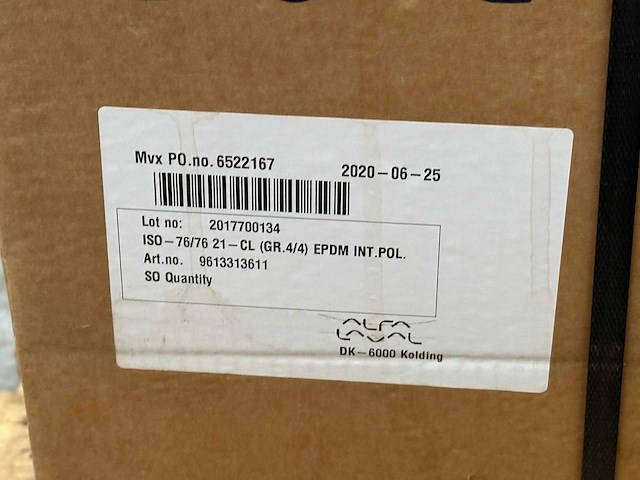 Mvx PO.no. 6522167 2020-06-25
Lot no: 2017700134
ISO-76/76 21-CL (GR.4/4) EPDM INT.POL.
Art.no. 9613313611
SO Quantity
ALFA
LAVAL
DK-6000 Kolding